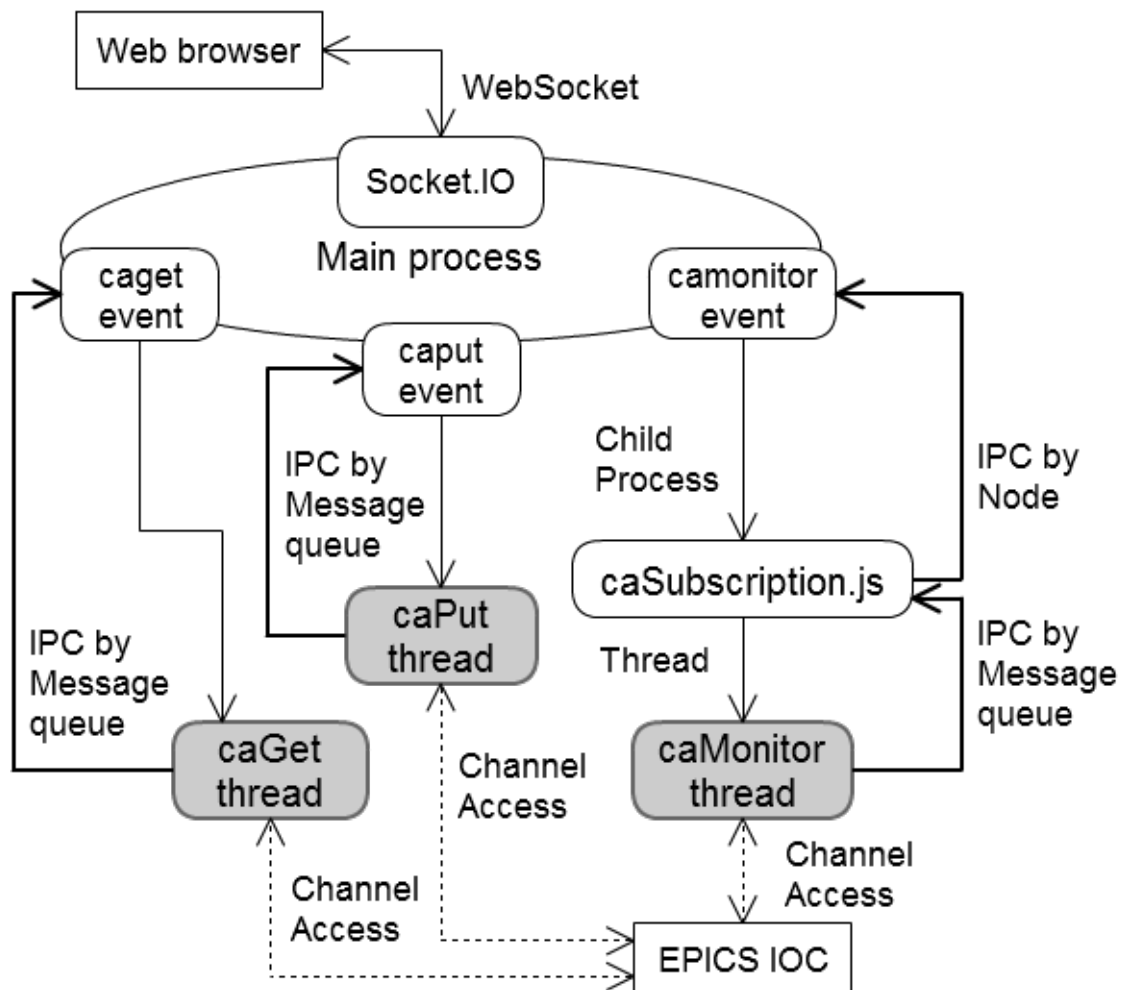 Web browser
WebSocket
Socket.IO
Main process
caget
event
camonitor
event
caput
event
Child
Process
IPC by
Node
IPC by
Message
queue
caSubscription.js
caPut
thread
IPC by
Message
queue
Thread
IPC by
Message
queue
caGet
thread
caMonitor
thread
Channel
Access
Channel
Access
Channel
Access
EPICS IOC